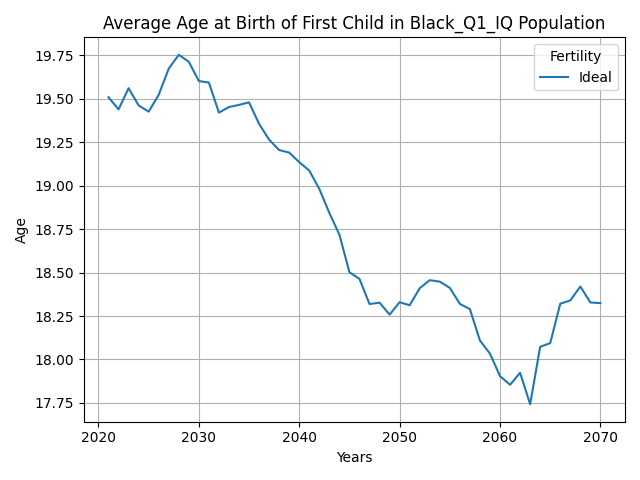 Average Age at Birth of First Child in Black_Q1_IQ Population
Fertility
Ideal
19.75
19.50
19.25
19.00
18.75
18.50
18.25
18.00
17.75
Age
2020 2030 2040 2050 2060 2070
Years